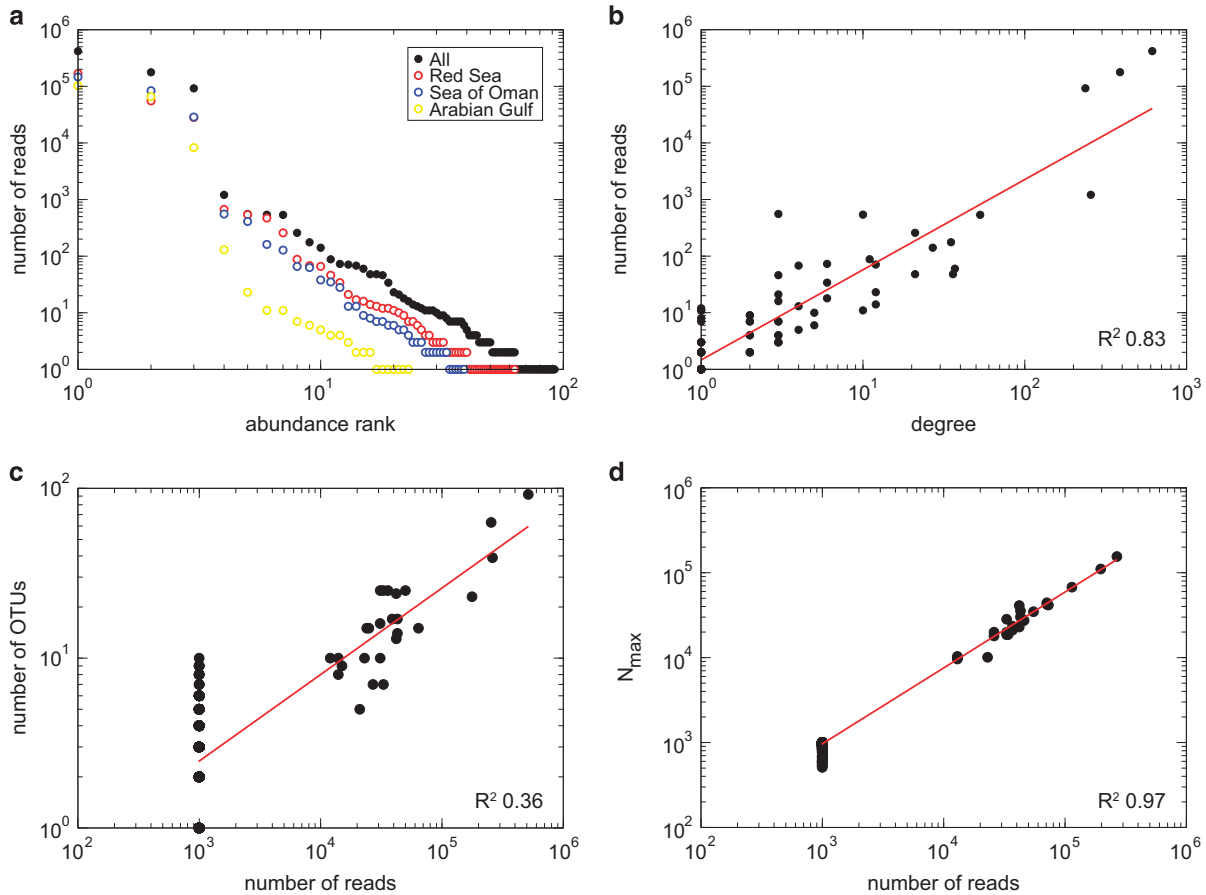 a
10^6
10^5
10^4
10^3
10^2
10^1
10^0
number of reads
10^0 10^1 10^2
abundance rank
All
Red Sea
Sea of Oman
Arabian Gulf
b
10^6
10^5
10^4
10^3
10^2
10^1
10^0
number of reads
10^0 10^1 10^2 10^3
degree
R^2 0.83
c
10^2
10^1
10^0
number of OTUs
10^2 10^3 10^4 10^5 10^6
number of reads
R^2 0.36
d
10^6
10^5
10^4
10^3
10^2
N_max
10^2 10^3 10^4 10^5 10^6
number of reads
R^2 0.97